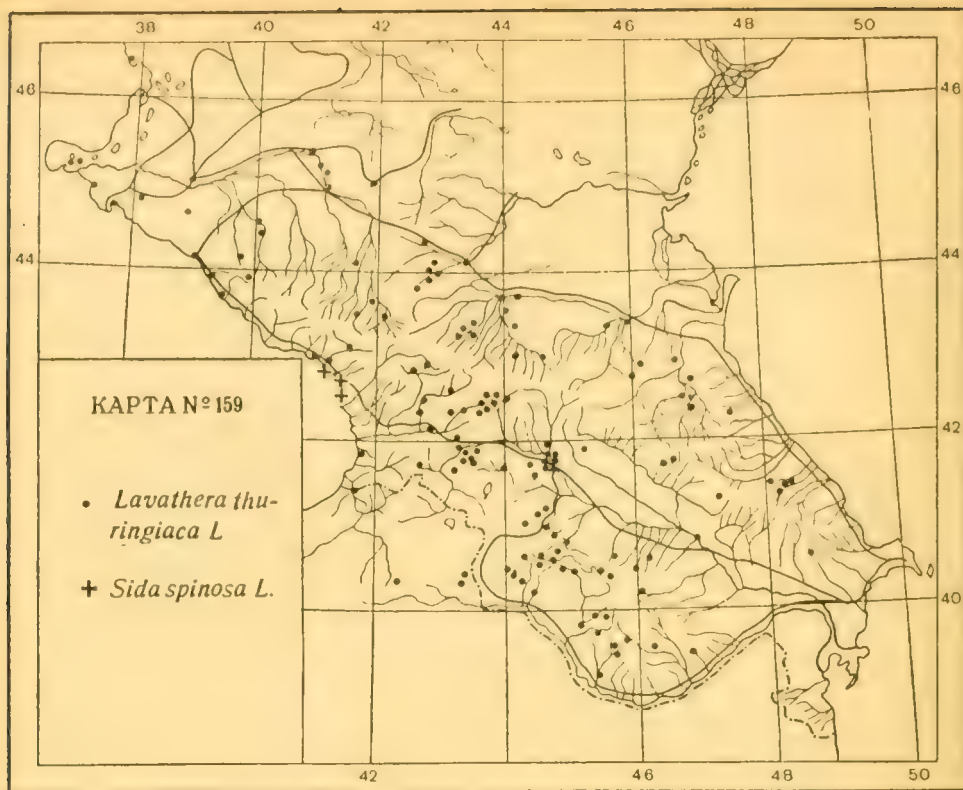 38 40 42 44 46 48 50
46 46
44 44
КАРТА № 159
42 42
• Lavathera thu-
ringiaca L
+ Sida spinosa L.
40 40
42 46 48 50